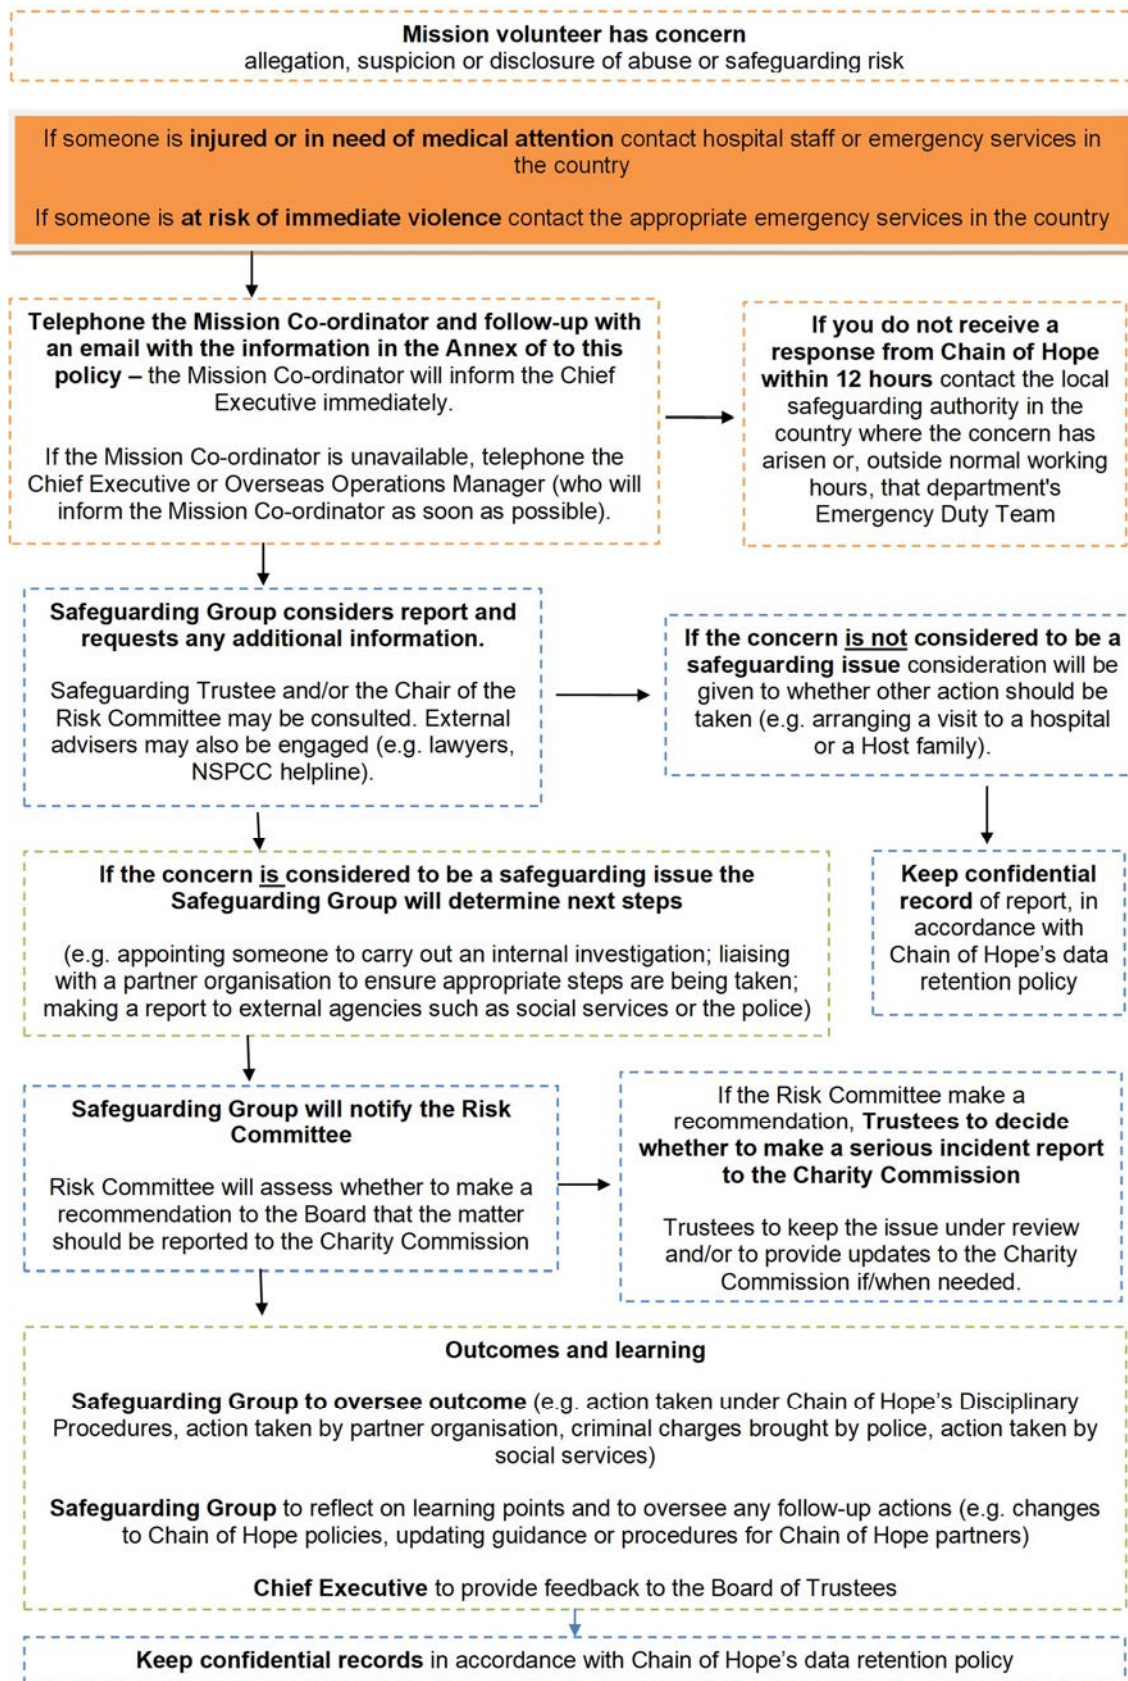 Mission volunteer has concern
allegation, suspicion or disclosure of abuse or safeguarding risk
If someone is injured or in need of medical attention contact hospital staff or emergency services in
the country
If someone is at risk of immediate violence contact the appropriate emergency services in the country
Telephone the Mission Co-ordinator and follow-up with
an email with the information in the Annex of to this
policy – the Mission Co-ordinator will inform the Chief
Executive immediately.
If the Mission Co-ordinator is unavailable, telephone the
Chief Executive or Overseas Operations Manager (who will
inform the Mission Co-ordinator as soon as possible).
If you do not receive a
response from Chain of Hope
within 12 hours contact the local
safeguarding authority in the
country where the concern has
arisen or, outside normal working
hours, that department's
Emergency Duty Team
Safeguarding Group considers report and
requests any additional information.
Safeguarding Trustee and/or the Chair of the
Risk Committee may be consulted. External
advisers may also be engaged (e.g. lawyers,
NSPCC helpline).
If the concern is not considered to be a
safeguarding issue consideration will be
given to whether other action should be
taken (e.g. arranging a visit to a hospital
or a Host family).
If the concern is considered to be a safeguarding issue the
Safeguarding Group will determine next steps
(e.g. appointing someone to carry out an internal investigation; liaising
with a partner organisation to ensure appropriate steps are being taken;
making a report to external agencies such as social services or the police)
Keep confidential
record of report, in
accordance with
Chain of Hope’s data
retention policy
Safeguarding Group will notify the Risk
Committee
Risk Committee will assess whether to make a
recommendation to the Board that the matter
should be reported to the Charity Commission
If the Risk Committee make a
recommendation, Trustees to decide
whether to make a serious incident report
to the Charity Commission
Trustees to keep the issue under review
and/or to provide updates to the Charity
Commission if/when needed.
Outcomes and learning
Safeguarding Group to oversee outcome (e.g. action taken under Chain of Hope’s Disciplinary
Procedures, action taken by partner organisation, criminal charges brought by police, action taken by
social services)
Safeguarding Group to reflect on learning points and to oversee any follow-up actions (e.g. changes
to Chain of Hope policies, updating guidance or procedures for Chain of Hope partners)
Chief Executive to provide feedback to the Board of Trustees
Keep confidential records in accordance with Chain of Hope’s data retention policy